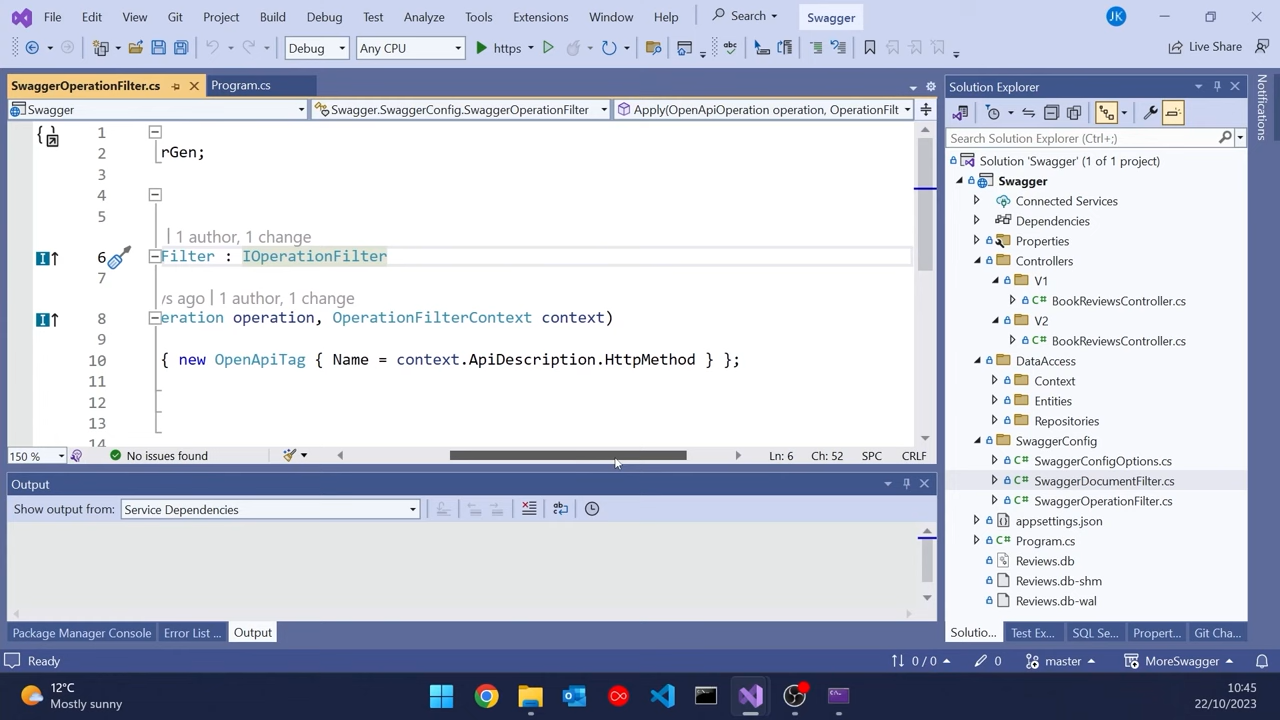 File Edit View Git Project Build Debug Test Analyze Tools Extensions Window Help Search Swagger JK
Debug Any CPU https Live Share
SwaggerOperationFilter.cs Program.cs
Swagger Swagger.SwaggerConfig.SwaggerOperationFilter Apply(OpenApiOperation operation, OperationFilt
1
2 rGen;
3
4
5
| 1 author, 1 change
6 Filter : IOperationFilter
7
ys ago | 1 author, 1 change
8 eration operation, OperationFilterContext context)
9
10 { new OpenApiTag { Name = context.ApiDescription.HttpMethod } };
11
12
13
14
150 % No issues found Ln: 6 Ch: 52 SPC CRLF
Output
Show output from: Service Dependencies
Package Manager Console Error List ... Output
Solution Explorer
Search Solution Explorer (Ctrl+;)
Solution 'Swagger' (1 of 1 project)
Swagger
Connected Services
Dependencies
Properties
Controllers
V1
C# BookReviewsController.cs
V2
C# BookReviewsController.cs
DataAccess
Context
Entities
Repositories
SwaggerConfig
C# SwaggerConfigOptions.cs
C# SwaggerDocumentFilter.cs
C# SwaggerOperationFilter.cs
appsettings.json
C# Program.cs
Reviews.db
Reviews.db-shm
Reviews.db-wal
Solutio... Test Ex... SQL Se... Propert... Git Cha...
Notifications
Ready 0 / 0 0 master MoreSwagger
12°C
Mostly sunny
10:45
22/10/2023